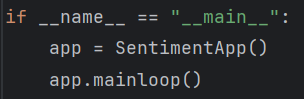 if __name__ == "__main__":
    app = SentimentApp()
    app.mainloop()